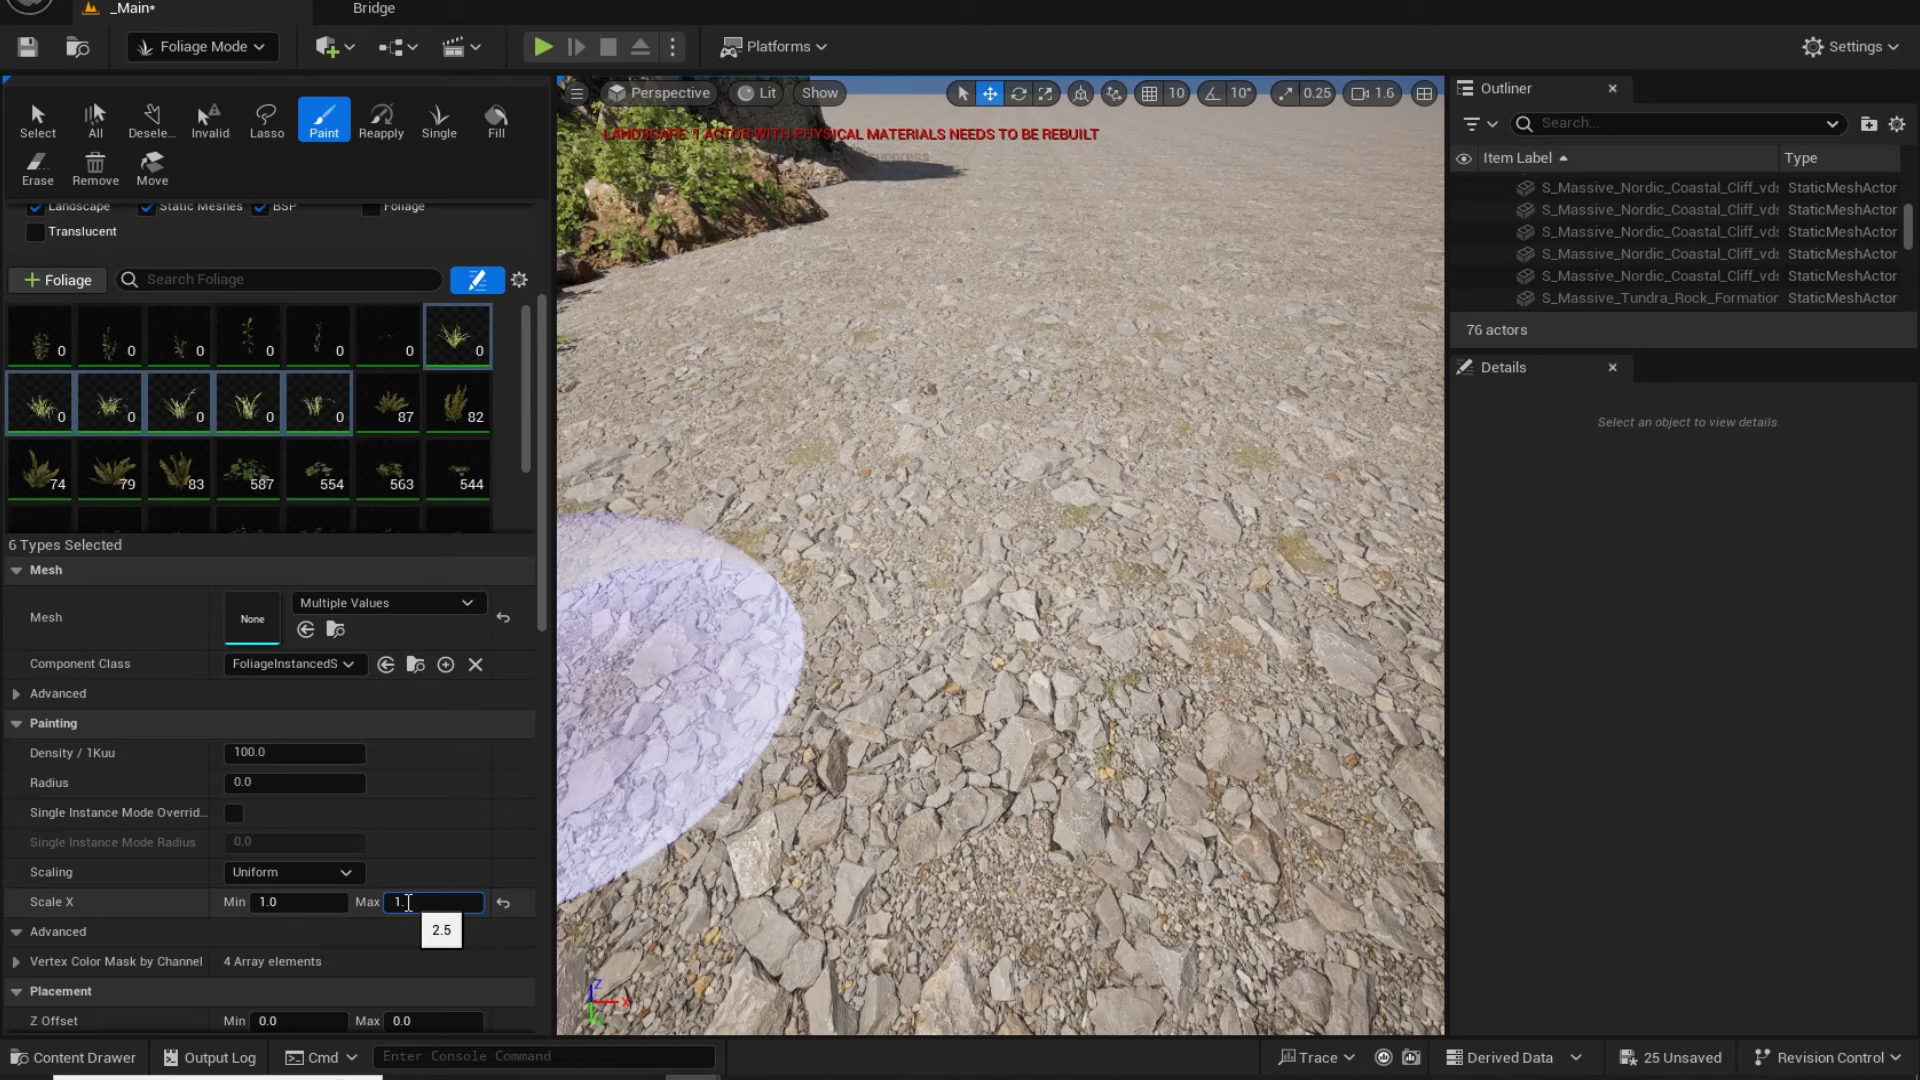 _Main*
Bridge
Foliage Mode
Platforms
Settings
Select
All
Desele...
Invalid
Lasso
Paint
Reapply
Single
Fill
Erase
Remove
Move
Landscape
Static Meshes
BSP
Foliage
Translucent
+ Foliage
Search Foliage
0
0
0
0
0
0
0
0
0
0
0
0
87
82
74
79
83
587
554
563
544
6 Types Selected
Mesh
Mesh
None
Multiple Values
Component Class
FoliageInstancedS
Advanced
Painting
Density / 1Kuu
100.0
Radius
0.0
Single Instance Mode Overrid...
Single Instance Mode Radius
0.0
Scaling
Uniform
Scale X
Min
1.0
Max
1.
2.5
Advanced
Vertex Color Mask by Channel
4 Array elements
Placement
Z Offset
Min
0.0
Max
0.0
Perspective
Lit
Show
10
10°
0.25
1.6
LANDSCAPE: 1 ACTOR WITH PHYSICAL MATERIALS NEEDS TO BE REBUILT
Z
X
Outliner
Search...
Item Label
Type
S_Massive_Nordic_Coastal_Cliff_vds
StaticMeshActor
S_Massive_Nordic_Coastal_Cliff_vds
StaticMeshActor
S_Massive_Nordic_Coastal_Cliff_vds
StaticMeshActor
S_Massive_Nordic_Coastal_Cliff_vds
StaticMeshActor
S_Massive_Nordic_Coastal_Cliff_vds
StaticMeshActor
S_Massive_Tundra_Rock_Formation
StaticMeshActor
76 actors
Details
Select an object to view details.
Content Drawer
Output Log
Cmd
Enter Console Command
Trace
Derived Data
25 Unsaved
Revision Control